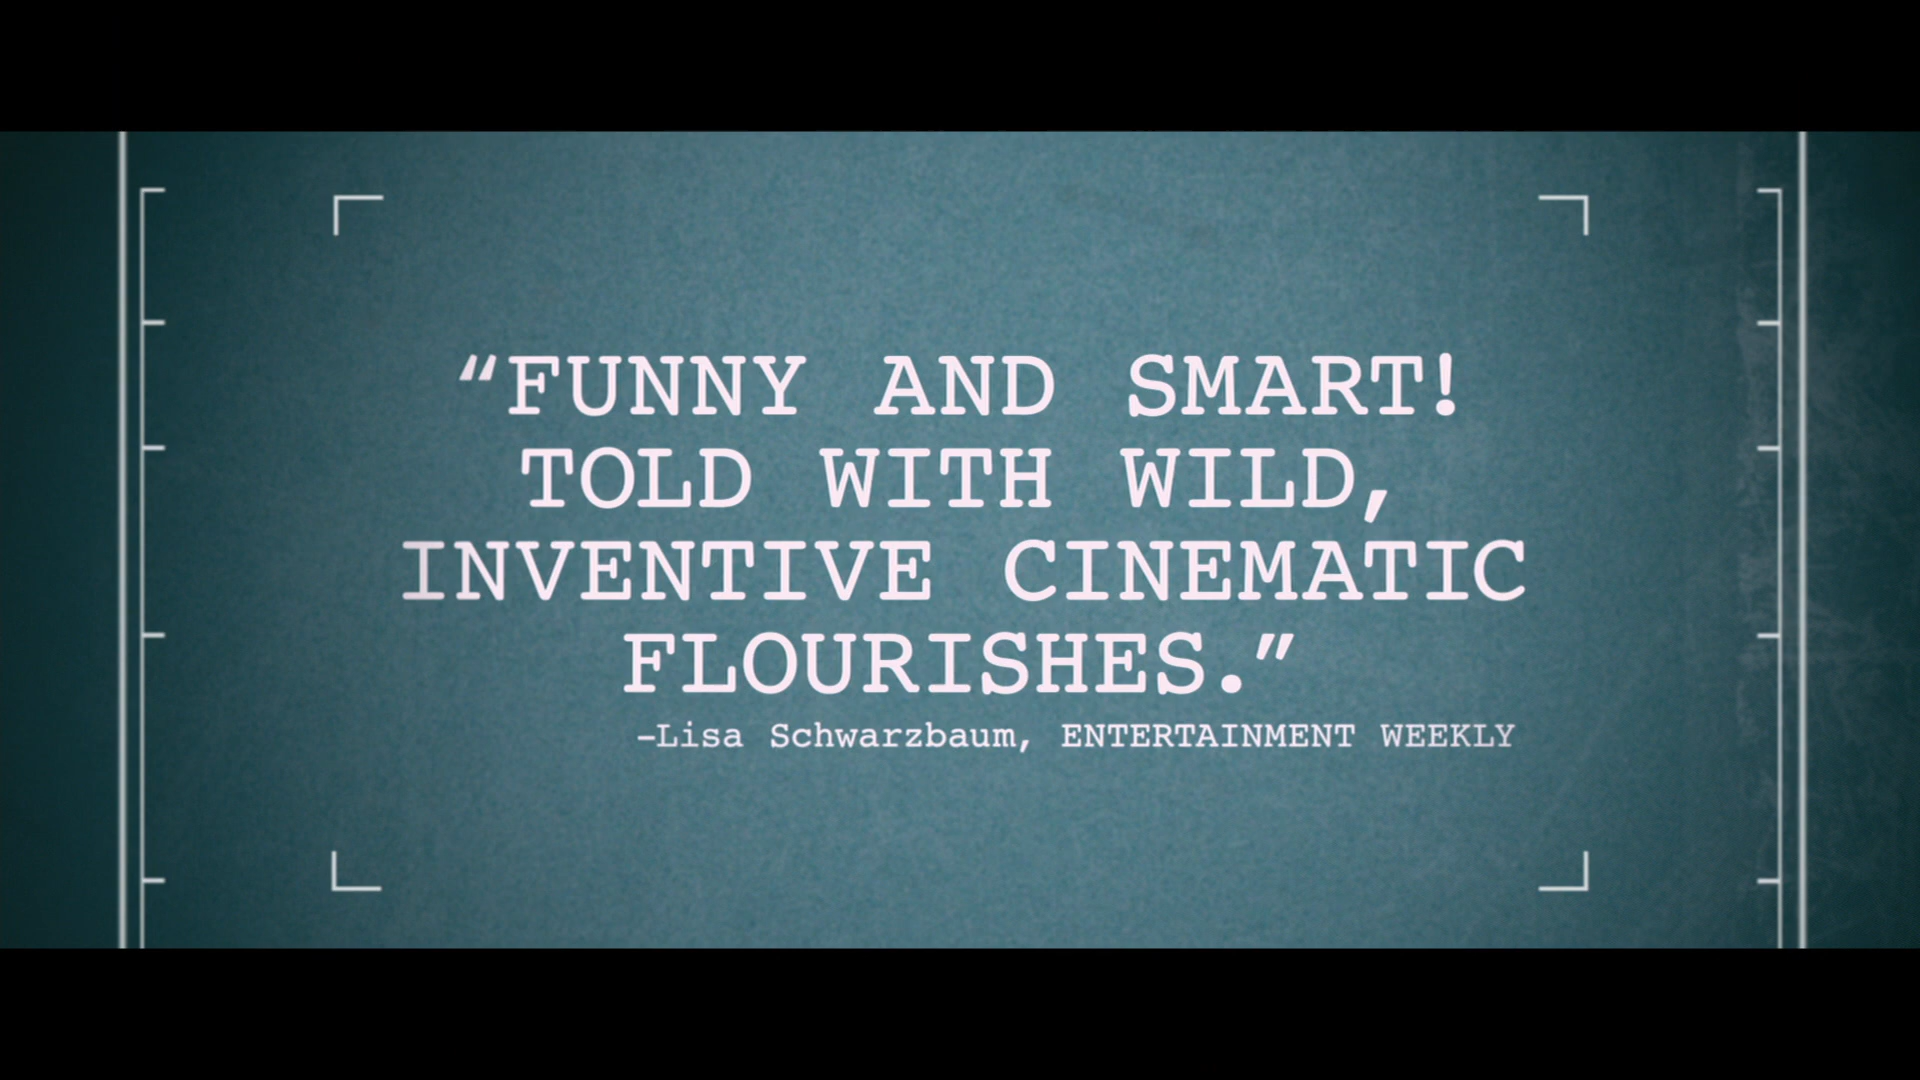 “FUNNY AND SMART!
TOLD WITH WILD,
INVENTIVE CINEMATIC
FLOURISHES.”
-Lisa Schwarzbaum, ENTERTAINMENT WEEKLY